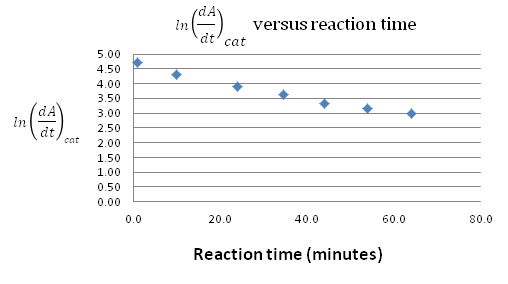 ln(dA/dt)cat versus reaction time
5.00
4.50
4.00
3.50
3.00
2.50
2.00
1.50
1.00
0.50
0.00
ln(dA/dt)cat
0.0 20.0 40.0 60.0 80.0
Reaction time (minutes)